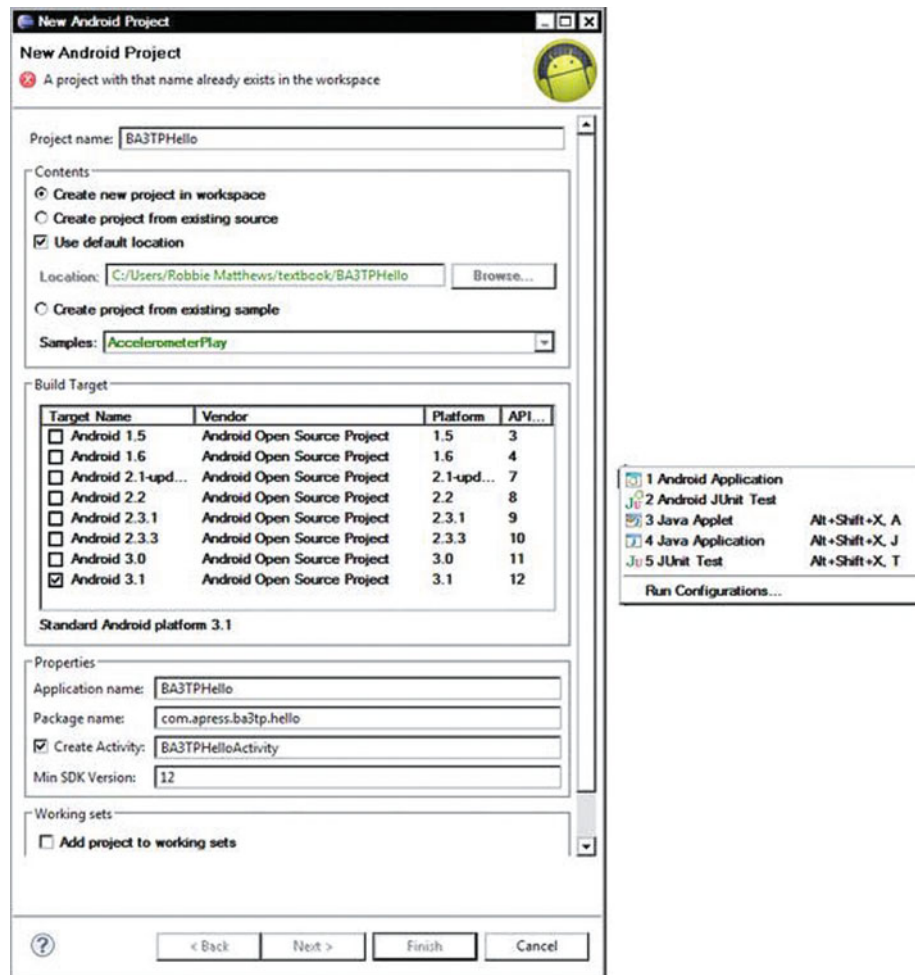 New Android Project
New Android Project
A project with that name already exists in the workspace
Project name: BA3TPHello
Contents
Create new project in workspace
Create project from existing source
Use default location
Location: C:/Users/Robbie Matthews/textbook/BA3TPHello Browse...
Create project from existing sample
Samples: AccelerometerPlay
Build Target
Target Name Vendor Platform API...
Android 1.5 Android Open Source Project 1.5 3
Android 1.6 Android Open Source Project 1.6 4
Android 2.1-upd... Android Open Source Project 2.1-upd... 7
Android 2.2 Android Open Source Project 2.2 8
Android 2.3.1 Android Open Source Project 2.3.1 9
Android 2.3.3 Android Open Source Project 2.3.3 10
Android 3.0 Android Open Source Project 3.0 11
Android 3.1 Android Open Source Project 3.1 12
Standard Android platform 3.1
Properties
Application name: BA3TPHello
Package name: com.apress.ba3tp.hello
Create Activity: BA3TPHelloActivity
Min SDK Version: 12
Working sets
Add project to working sets
? < Back Next > Finish Cancel
1 Android Application
Ju 2 Android JUnit Test
3 Java Applet Alt+Shift+X, A
4 Java Application Alt+Shift+X, J
Ju 5 JUnit Test Alt+Shift+X, T
Run Configurations...